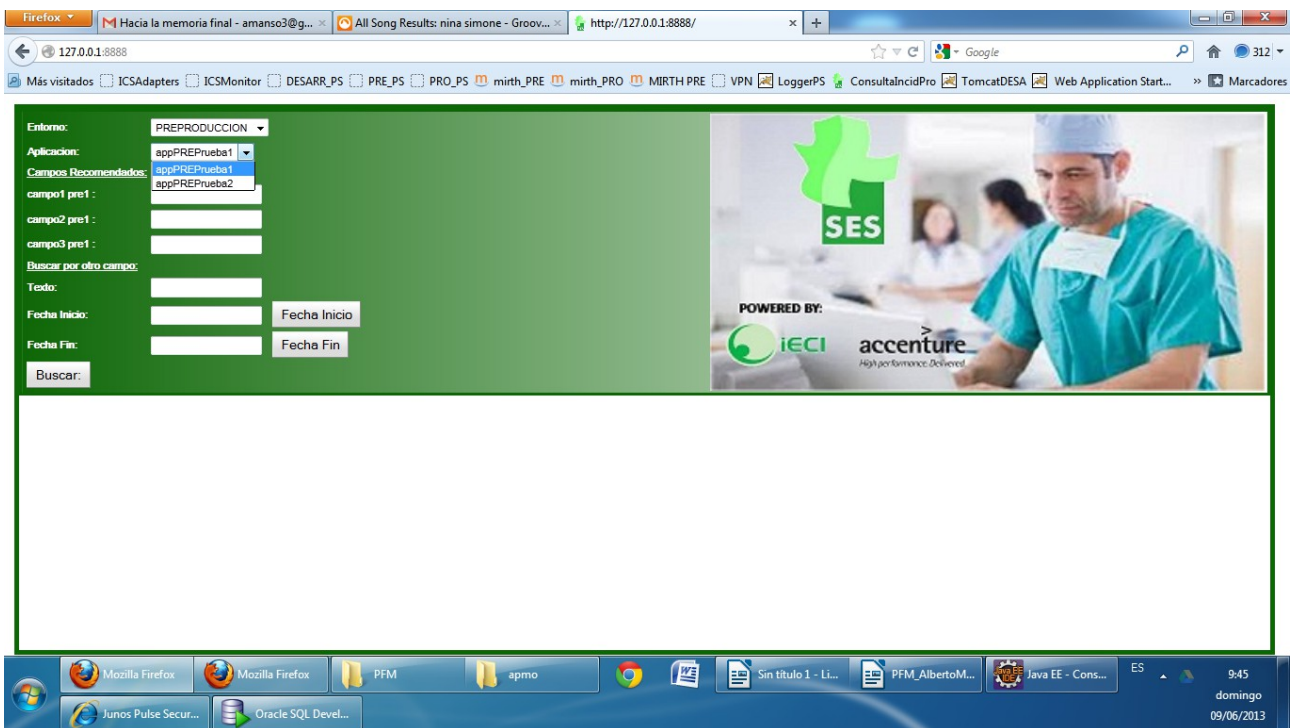 Firefox
Hacia la memoria final - amanso3@g...
All Song Results: nina simone - Groov...
http://127.0.0.1:8888/
127.0.0.1:8888
Google
312
Más visitados ICSAdapters ICSMonitor DESARR_PS PRE_PS PRO_PS mirth_PRE mirth_PRO MIRTH PRE VPN LoggerPS ConsultaIncidPro TomcatDESA Web Application Start... » Marcadores
Entorno: PREPRODUCCION
Aplicacion: appPREPrueba1
appPREPrueba1
Campos Recomendados:
appPREPrueba2
campo1 pre1 :
campo2 pre1 :
campo3 pre1 :
Buscar por otro campo:
Texto:
Fecha Inicio: Fecha Inicio
Fecha Fin: Fecha Fin
Buscar:
SES
POWERED BY:
iECI
accenture
High performance. Delivered.
Mozilla Firefox Mozilla Firefox PFM apmo Sin título 1 - Li... PFM_AlbertoM... Java EE - Cons... ES 9:45
domingo
Junos Pulse Secur... Oracle SQL Devel... 09/06/2013